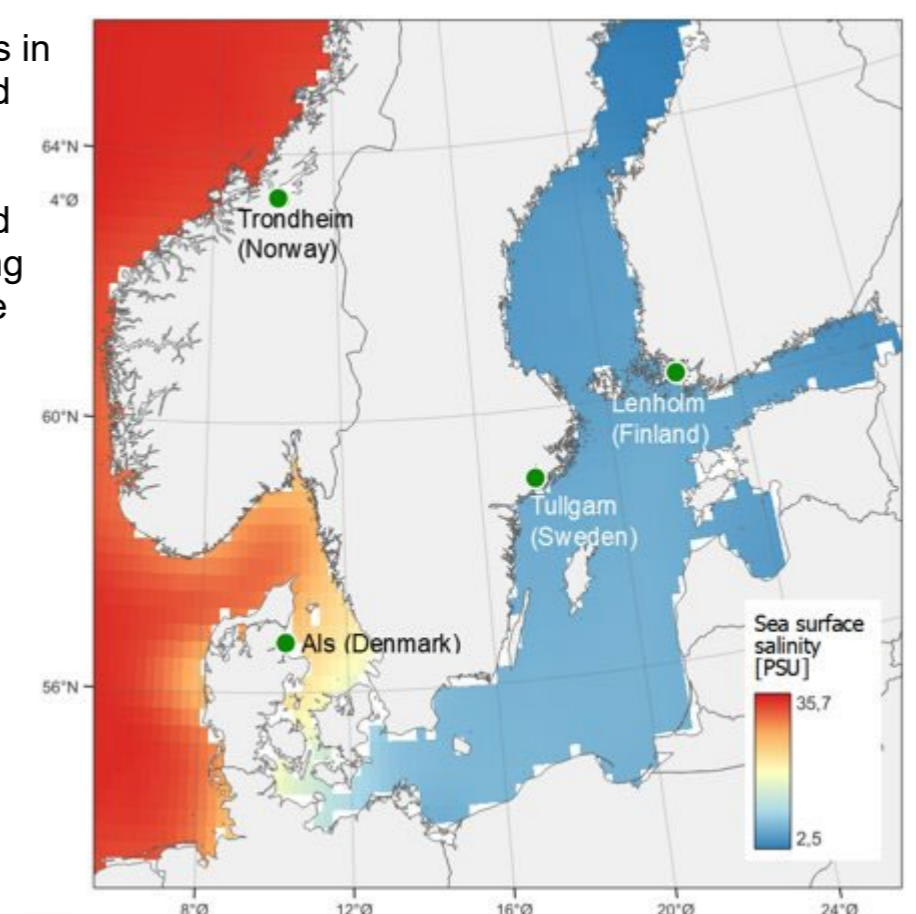 s in
d
d
ng
e
64°N
4°Ø
Trondheim
(Norway)
60°N
Lenholm
(Finland)
Tullgarn
(Sweden)
Als (Denmark)
56°N
Sea surface
salinity
[PSU]
35,7
2,5
8°Ø
12°Ø
16°Ø
20°Ø
24°Ø